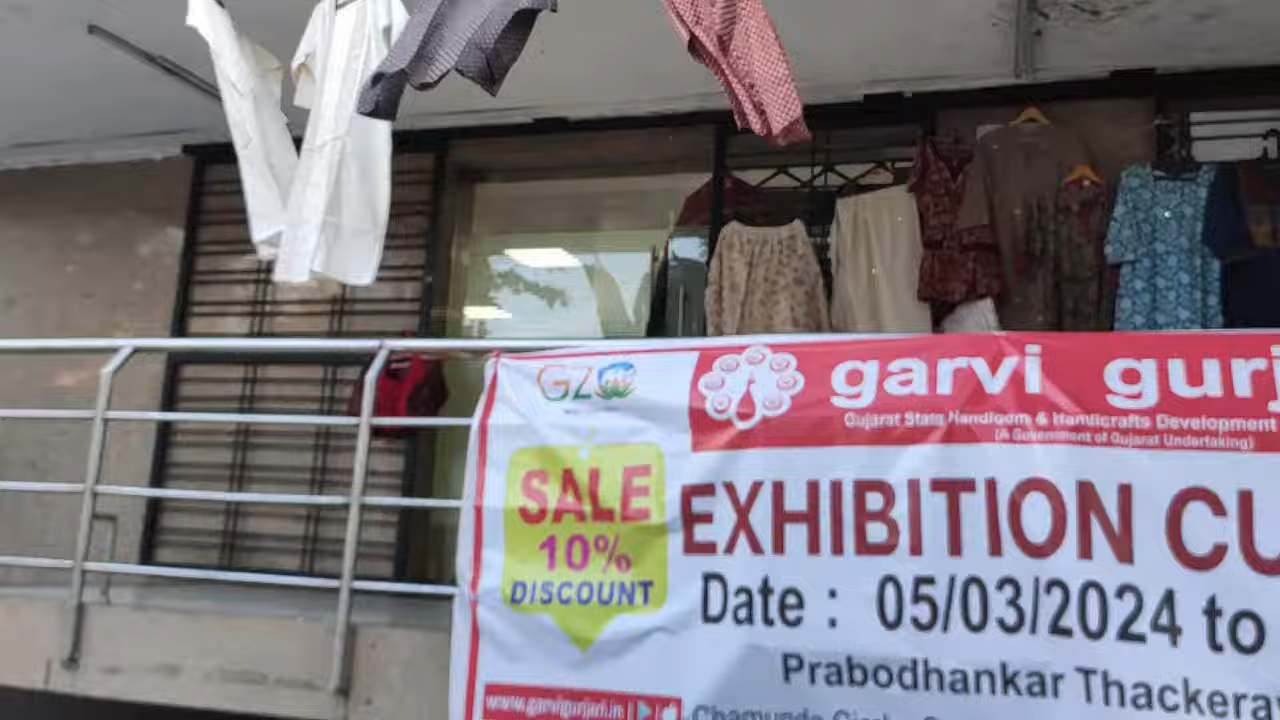 G20
garvi gurj
Gujarat State Handloom & Handicrafts Development
(A Government of Gujarat Undertaking)
SALE
10%
DISCOUNT
EXHIBITION CU
Date : 05/03/2024 to
Prabodhankar Thackeray
www.garvigurjari.in